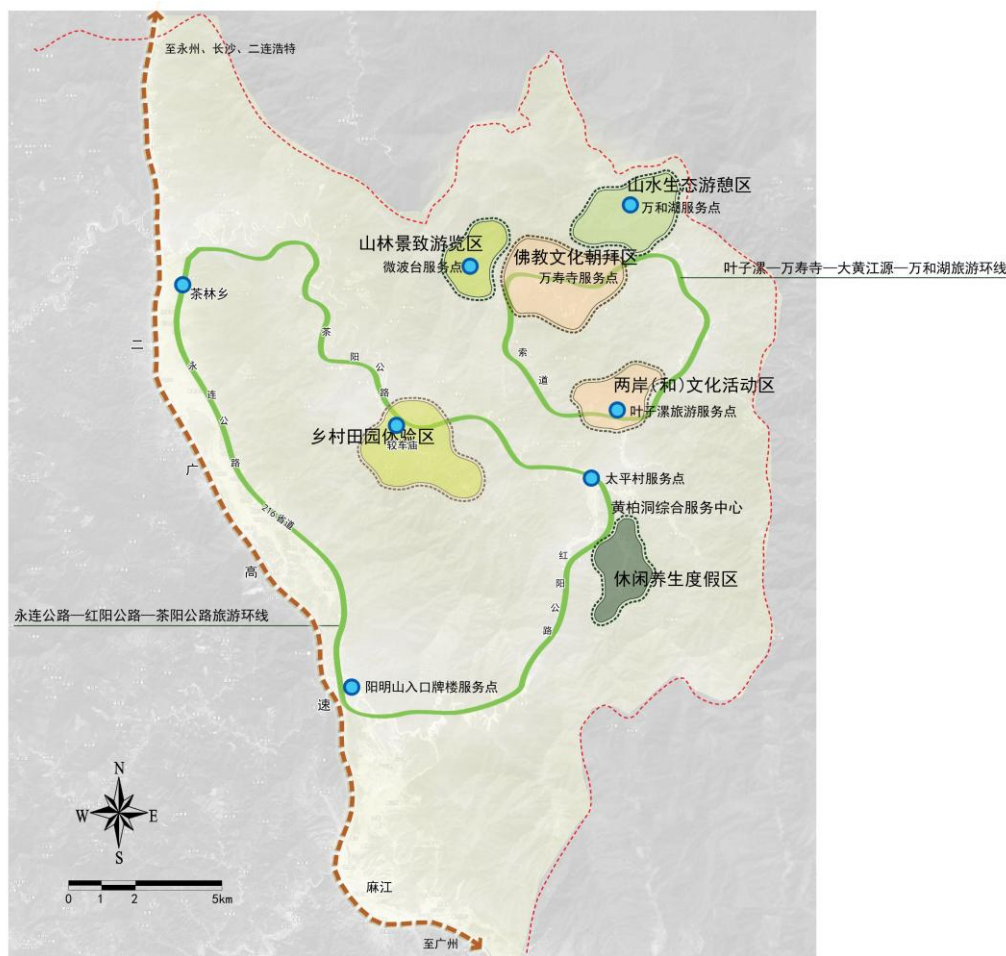 至永州、长沙、二连浩特
山水生态游憩区
万和湖服务点
山林景致游览区
微波台服务点
佛教文化朝拜区
万寿寺服务点
叶子漯—万寿寺—大黄江源—万和湖旅游环线
茶林乡
茶阳公路
二广高速
永连公路
索道
两岸(和)文化活动区
叶子漯旅游服务点
乡村田园休验区
较车庙
太平村服务点
黄柏洞综合服务中心
216省道
红阳公路
休闲养生度假区
永连公路—红阳公路—茶阳公路旅游环线
阳明山入口牌楼服务点
N
W E
S
0 1 2 5km
麻江
至广州